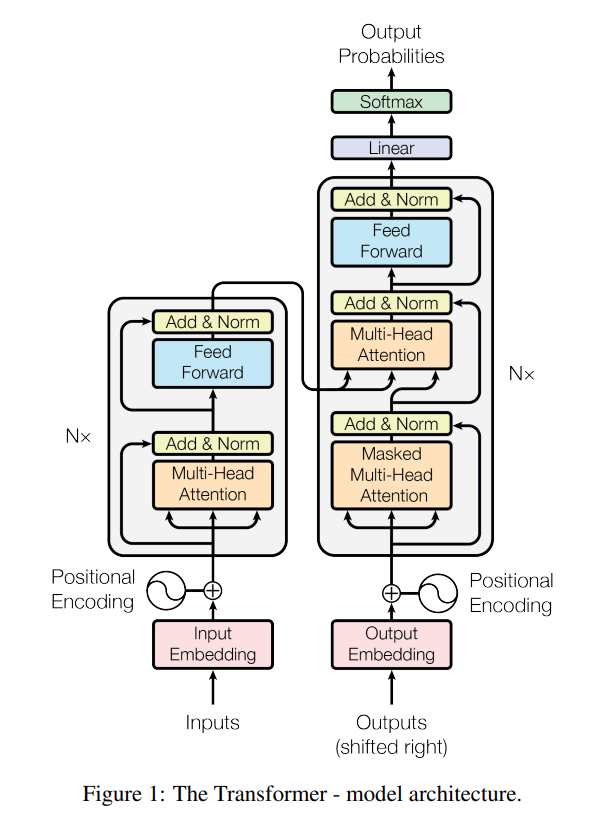 Output
Probabilities
Softmax
Linear
Add & Norm
Feed
Forward
Add & Norm
Multi-Head
Attention
Add & Norm
Masked
Multi-Head
Attention
N×
Add & Norm
Feed
Forward
Add & Norm
Multi-Head
Attention
N×
Positional
Encoding
Positional
Encoding
Input
Embedding
Output
Embedding
Inputs
Outputs
(shifted right)
Figure 1: The Transformer - model architecture.